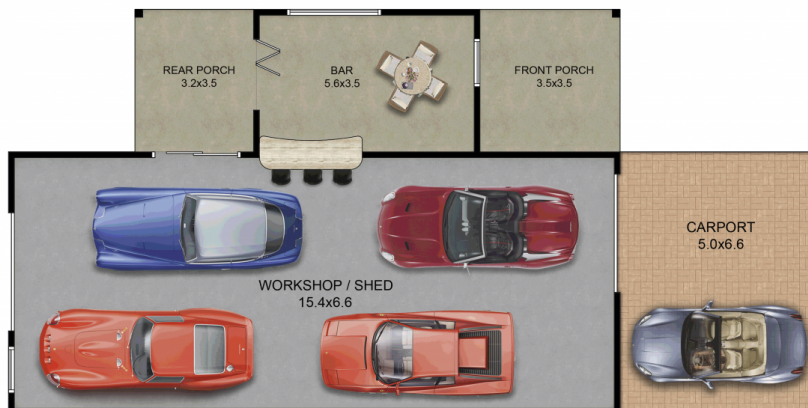 REAR PORCH
3.2x3.5
BAR
5.6x3.5
FRONT PORCH
3.5x3.5
CARPORT
5.0x6.6
WORKSHOP / SHED
15.4x6.6